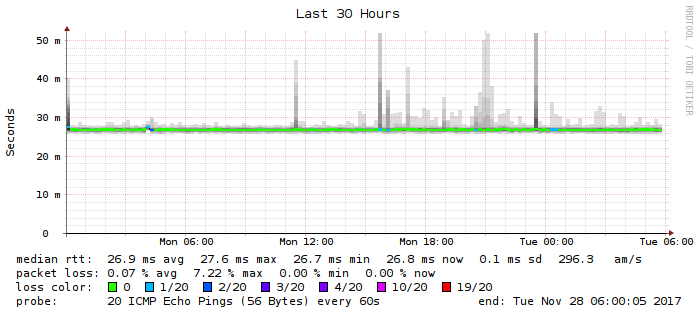 Last 30 Hours
RRDTOOL / TOBI OETIKER
Seconds
50 m
40 m
30 m
20 m
10 m
0
Mon 06:00 Mon 12:00 Mon 18:00 Tue 00:00 Tue 06:00
median rtt: 26.9 ms avg 27.6 ms max 26.7 ms min 26.8 ms now 0.1 ms sd 296.3 am/s
packet loss: 0.07 % avg 7.22 % max 0.00 % min 0.00 % now
loss color: 0 1/20 2/20 3/20 4/20 10/20 19/20
probe: 20 ICMP Echo Pings (56 Bytes) every 60s end: Tue Nov 28 06:00:05 2017